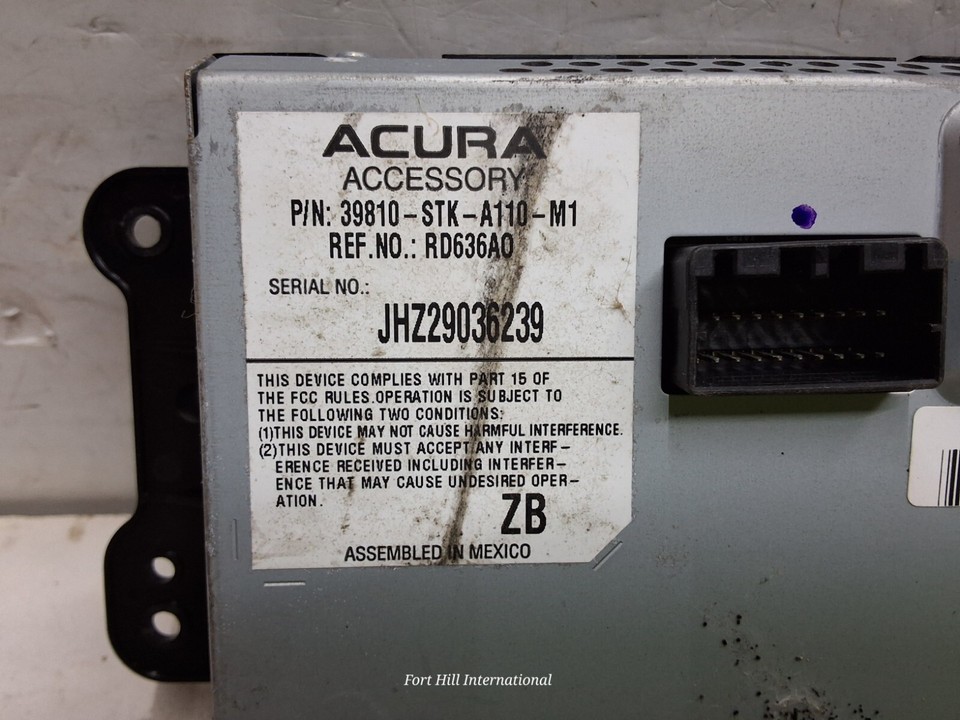 ACURA
ACCESSORY
P/N: 39810-STK-A110-M1
REF.NO.: RD636A0
SERIAL NO.:
JHZ29036239
THIS DEVICE COMPLIES WITH PART 15 OF
THE FCC RULES.OPERATION IS SUBJECT TO
THE FOLLOWING TWO CONDITIONS:
(1)THIS DEVICE MAY NOT CAUSE HARMFUL INTERFERENCE.
(2)THIS DEVICE MUST ACCEPT ANY INTERF-
ERENCE RECEIVED INCLUDING INTERFER-
ENCE THAT MAY CAUSE UNDESIRED OPER-
ATION.
ZB
ASSEMBLED IN MEXICO
Fort Hill International